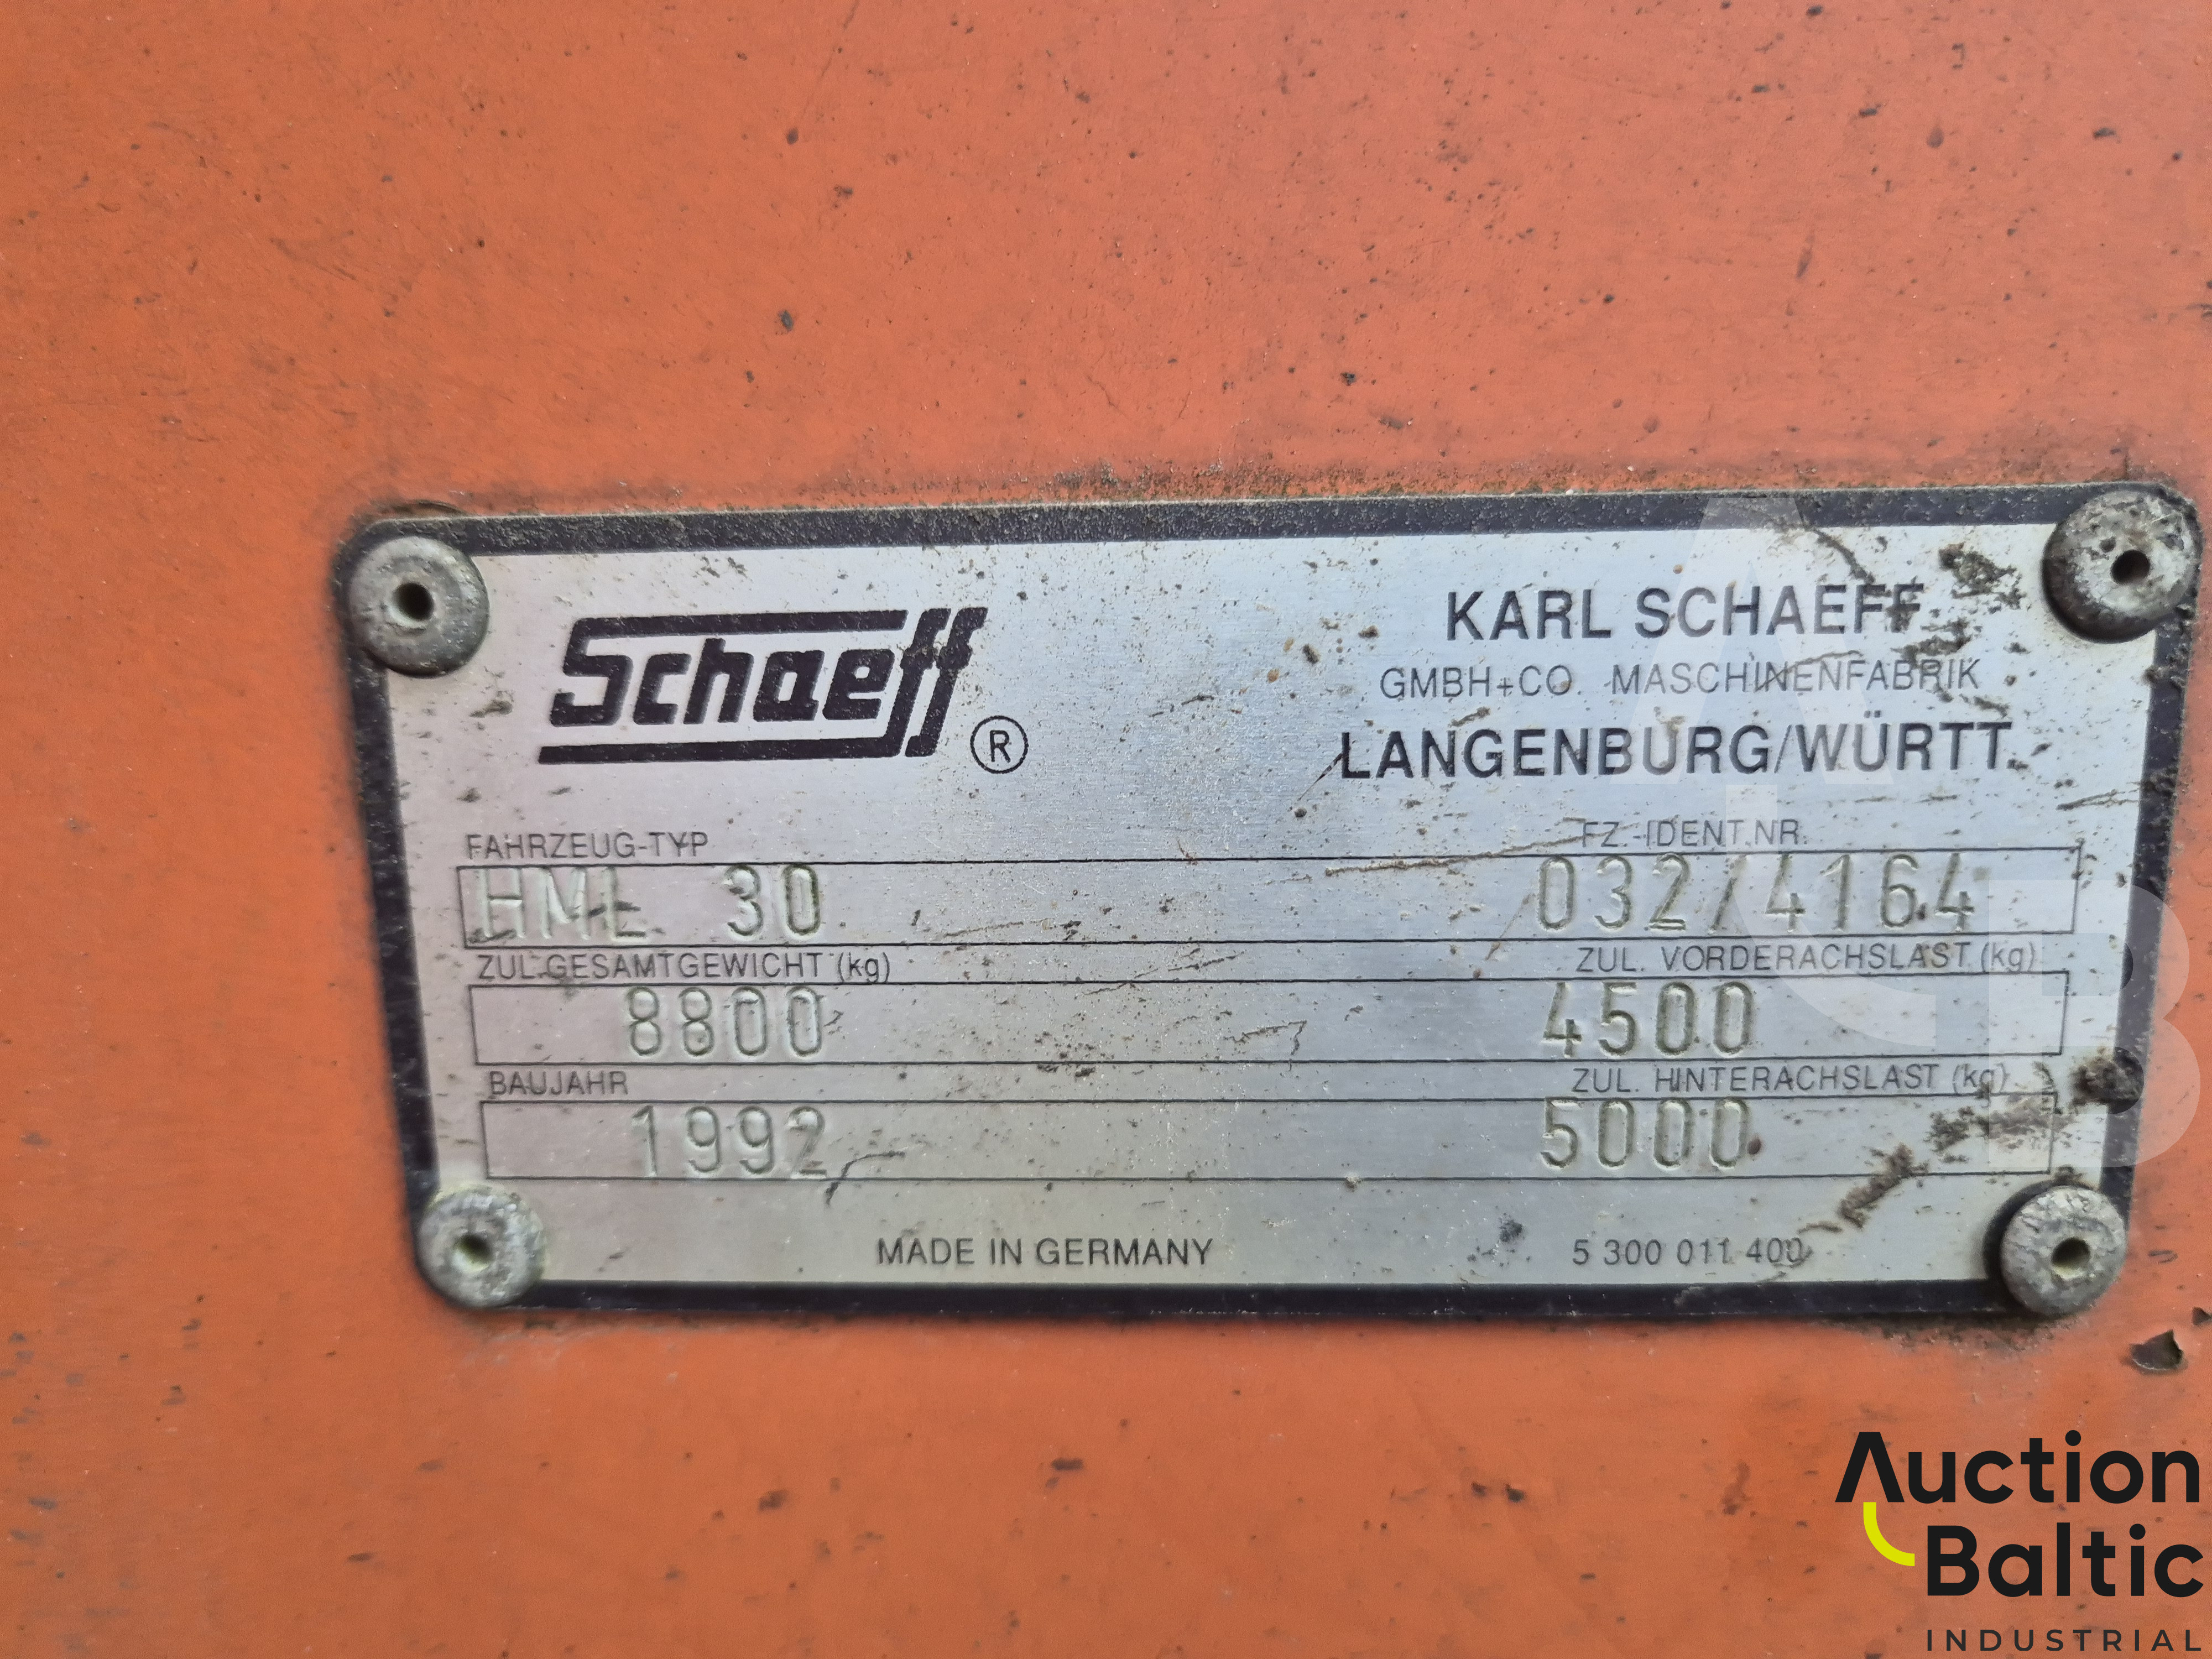 Schaeff ®
KARL SCHAEFF
GMBH+CO. MASCHINENFABRIK
LANGENBURG/WÜRTT.
FAHRZEUG-TYP
FZ.-IDENT.NR.
HML 30
032/4164
ZUL.GESAMTGEWICHT (kg)
ZUL. VORDERACHSLAST (kg)
8800
4500
BAUJAHR
ZUL. HINTERACHSLAST (kg)
1992
5000
MADE IN GERMANY
5 300 011 400
Auction
Baltic
INDUSTRIAL